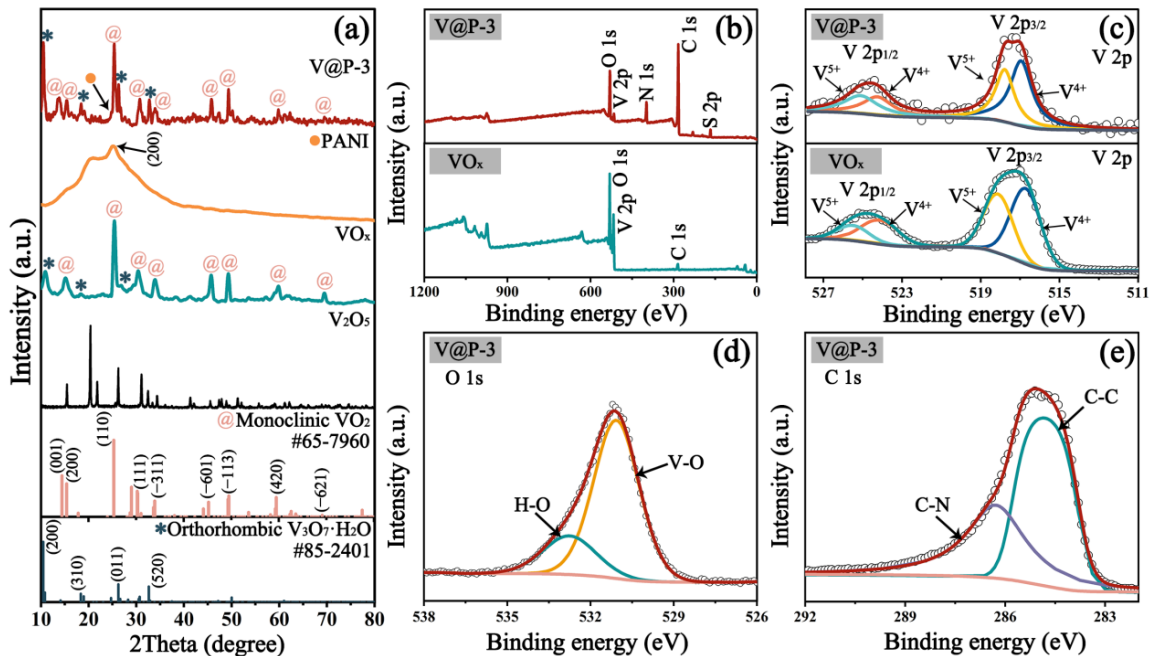 (a)
V@P-3
PANI
(200)
VOₓ
V₂O₅
@ Monoclinic VO₂
#65-7960
(001)
(200)
(110)
(111)
(−311)
(−601)
(−113)
(420)
(−621)
*Orthorhombic V₃O₇·H₂O
#85-2401
(200)
(310)
(011)
(520)
10 20 30 40 50 60 70 80
2Theta (degree)
Intensity (a.u.)
V@P-3
(b)
O 1s
V 2p
N 1s
C 1s
S 2p
VOₓ
V 2p
O 1s
C 1s
1200 900 600 300 0
Binding energy (eV)
Intensity (a.u.)
V@P-3
(c)
V 2p₃/₂
V 2p
V 2p₁/₂
V⁵⁺
V⁴⁺
V⁵⁺
V⁴⁺
VOₓ
V 2p₃/₂
V 2p
V 2p₁/₂
V⁵⁺
V⁴⁺
V⁵⁺
V⁴⁺
527 523 519 515 511
Binding energy (eV)
Intensity (a.u.)
V@P-3
(d)
O 1s
V-O
H-O
538 535 532 529 526
Binding energy (eV)
Intensity (a.u.)
V@P-3
(e)
C 1s
C-C
C-N
292 289 286 283
Binding energy (eV)
Intensity (a.u.)